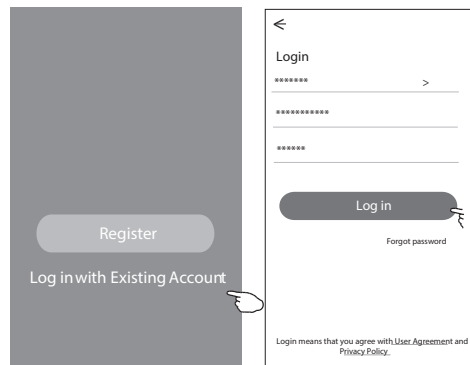 Register
Log in with Existing Account
Login
*******
>
***********
******
Log in
Forgot password
Login means that you agree with User Agreement and
Privacy Policy